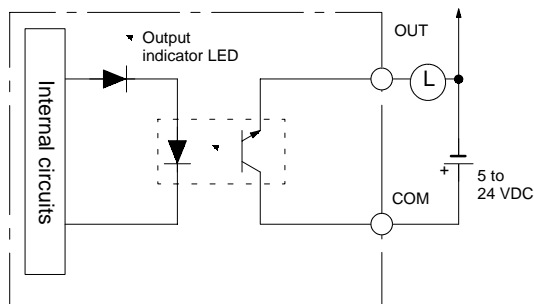 Output
indicator LED
OUT
L
Internal circuits
COM
+
5 to
24 VDC